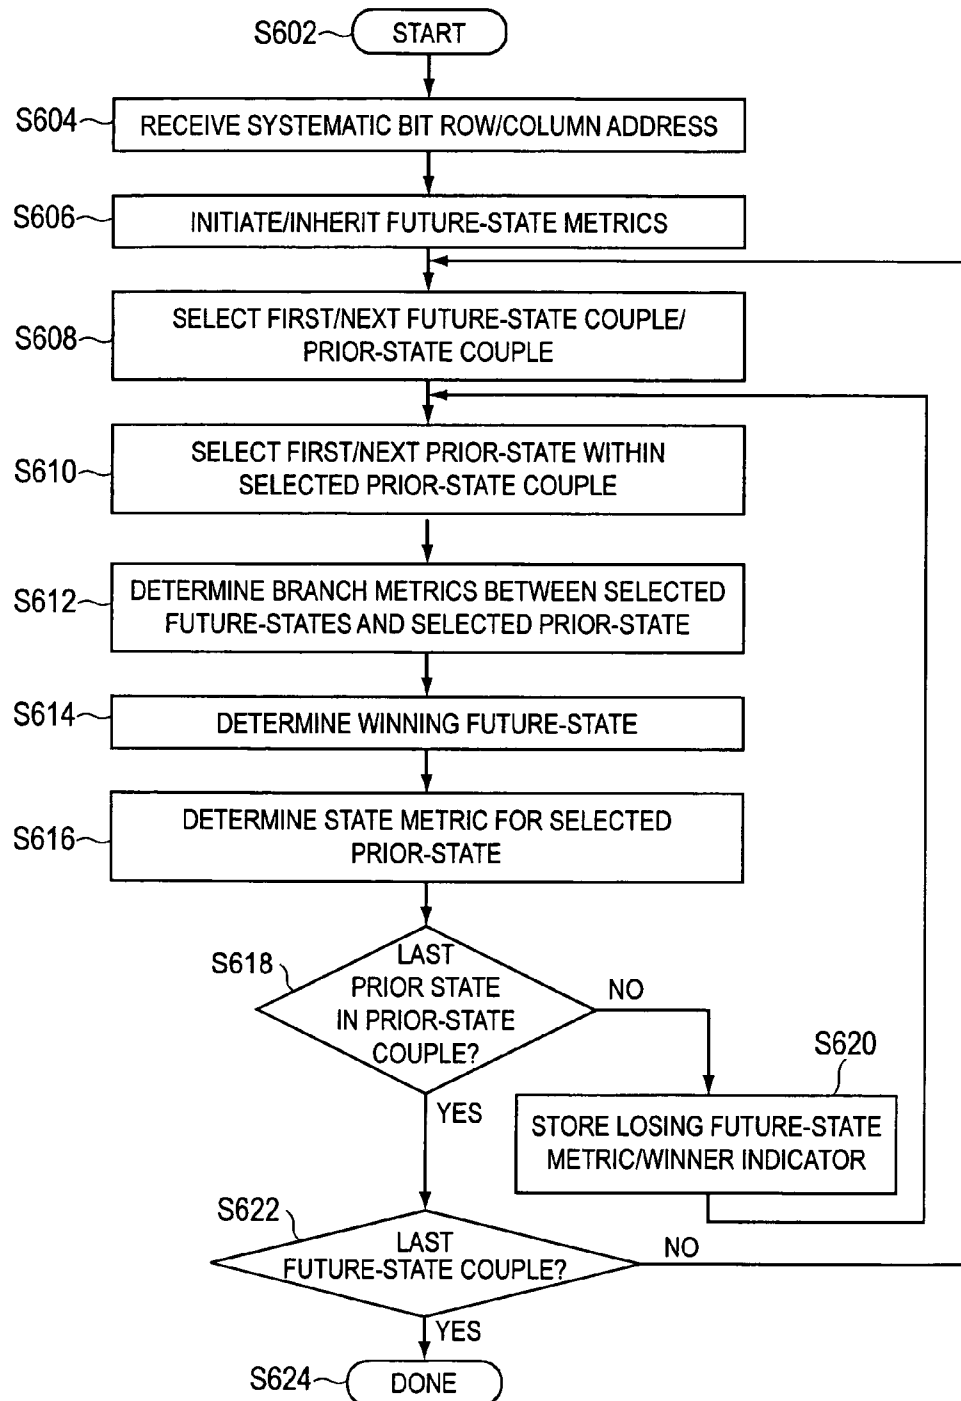 S602
START
S604
RECEIVE SYSTEMATIC BIT ROW/COLUMN ADDRESS
S606
INITIATE/INHERIT FUTURE-STATE METRICS
S608
SELECT FIRST/NEXT FUTURE-STATE COUPLE/
PRIOR-STATE COUPLE
S610
SELECT FIRST/NEXT PRIOR-STATE WITHIN
SELECTED PRIOR-STATE COUPLE
S612
DETERMINE BRANCH METRICS BETWEEN SELECTED
FUTURE-STATES AND SELECTED PRIOR-STATE
S614
DETERMINE WINNING FUTURE-STATE
S616
DETERMINE STATE METRIC FOR SELECTED
PRIOR-STATE
S618
LAST
PRIOR STATE
IN PRIOR-STATE
COUPLE?
NO
YES
S620
STORE LOSING FUTURE-STATE
METRIC/WINNER INDICATOR
S622
LAST
FUTURE-STATE COUPLE?
NO
YES
S624
DONE